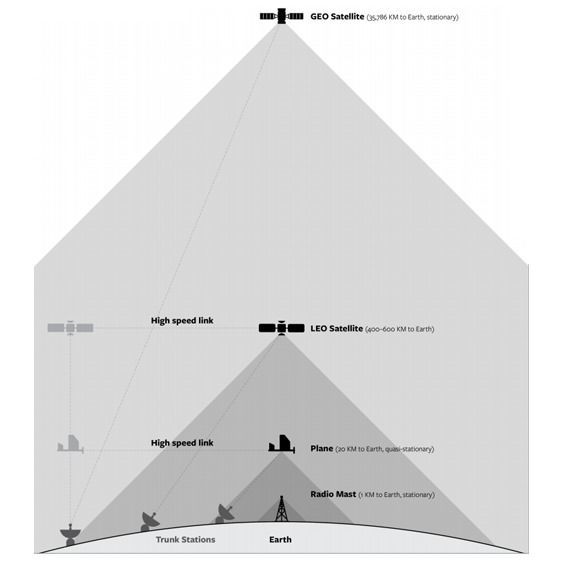 GEO Satellite (35,786 KM to Earth, stationary)
High speed link
LEO Satellite (400–600 KM to Earth)
High speed link
Plane (20 KM to Earth, quasi-stationary)
Radio Mast (1 KM to Earth, stationary)
Trunk Stations
Earth